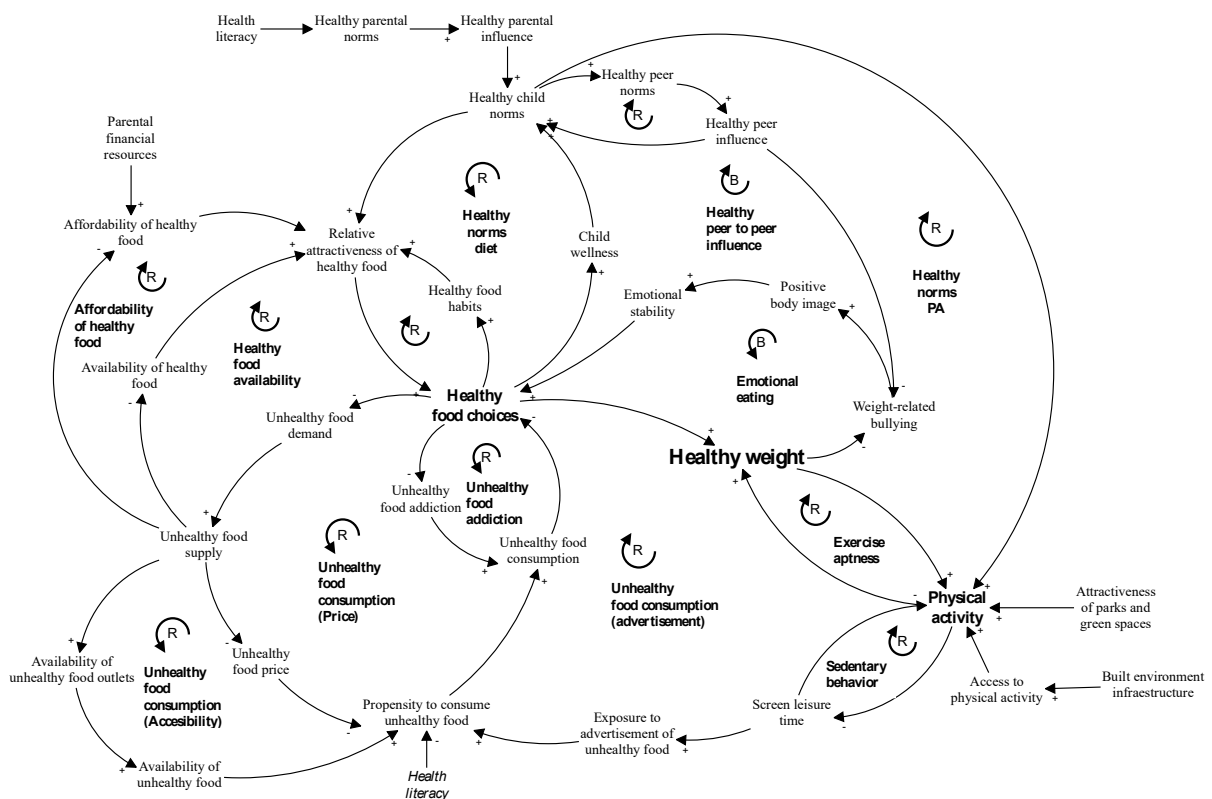 Health
literacy
Healthy parental
norms
Healthy parental
influence
+
+
Healthy child
norms
+
Healthy peer
norms
R
+
Healthy peer
influence
+
+
Parental
financial
resources
+
Affordability of healthy
food
-
R
Affordability
of healthy
food
+
Relative
attractiveness of
healthy food
+
+
R
Healthy
norms
diet
B
Healthy
peer to peer
influence
R
Healthy
norms
PA
Child
wellness
+
Healthy food
habits
+
R
Emotional
stability
+
Positive
body image
+
B
Emotional
eating
-
Weight-related
bullying
-
Availability of healthy
food
-
R
Healthy
food
availability
Unhealthy food
demand
-
+
Healthy
food choices
+
-
+
Healthy weight
+
-
Unhealthy
food addiction
R
Unhealthy
food
addiction
+
Unhealthy food
consumption
+
R
Exercise
aptness
+
Unhealthy food
supply
R
Unhealthy
food
consumption
(Price)
R
Unhealthy
food consumption
(advertisement)
+
+
-
Physical
activity
+
+
Attractiveness
of parks and
green spaces
+
Availability of
unhealthy food outlets
R
Unhealthy
food
consumption
(Accesibility)
-
Unhealthy
food price
R
Sedentary
behavior
Access to
physical activity
+
Built environment
infraestructure
-
Propensity to consume
unhealthy food
+
-
+
Exposure to
advertisement of
unhealthy food
+
Screen leisure
time
-
+
Availability of
unhealthy food
Health
literacy